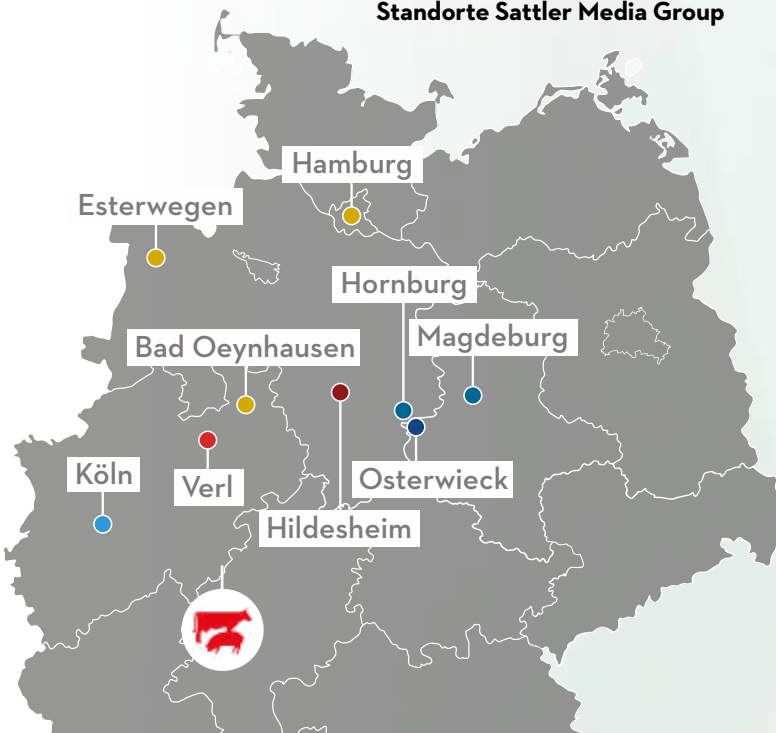 Standorte Sattler Media Group
Hamburg
Esterwegen
Hornburg
Magdeburg
Bad Oeynhausen
Köln
Verl
Osterwieck
Hildesheim